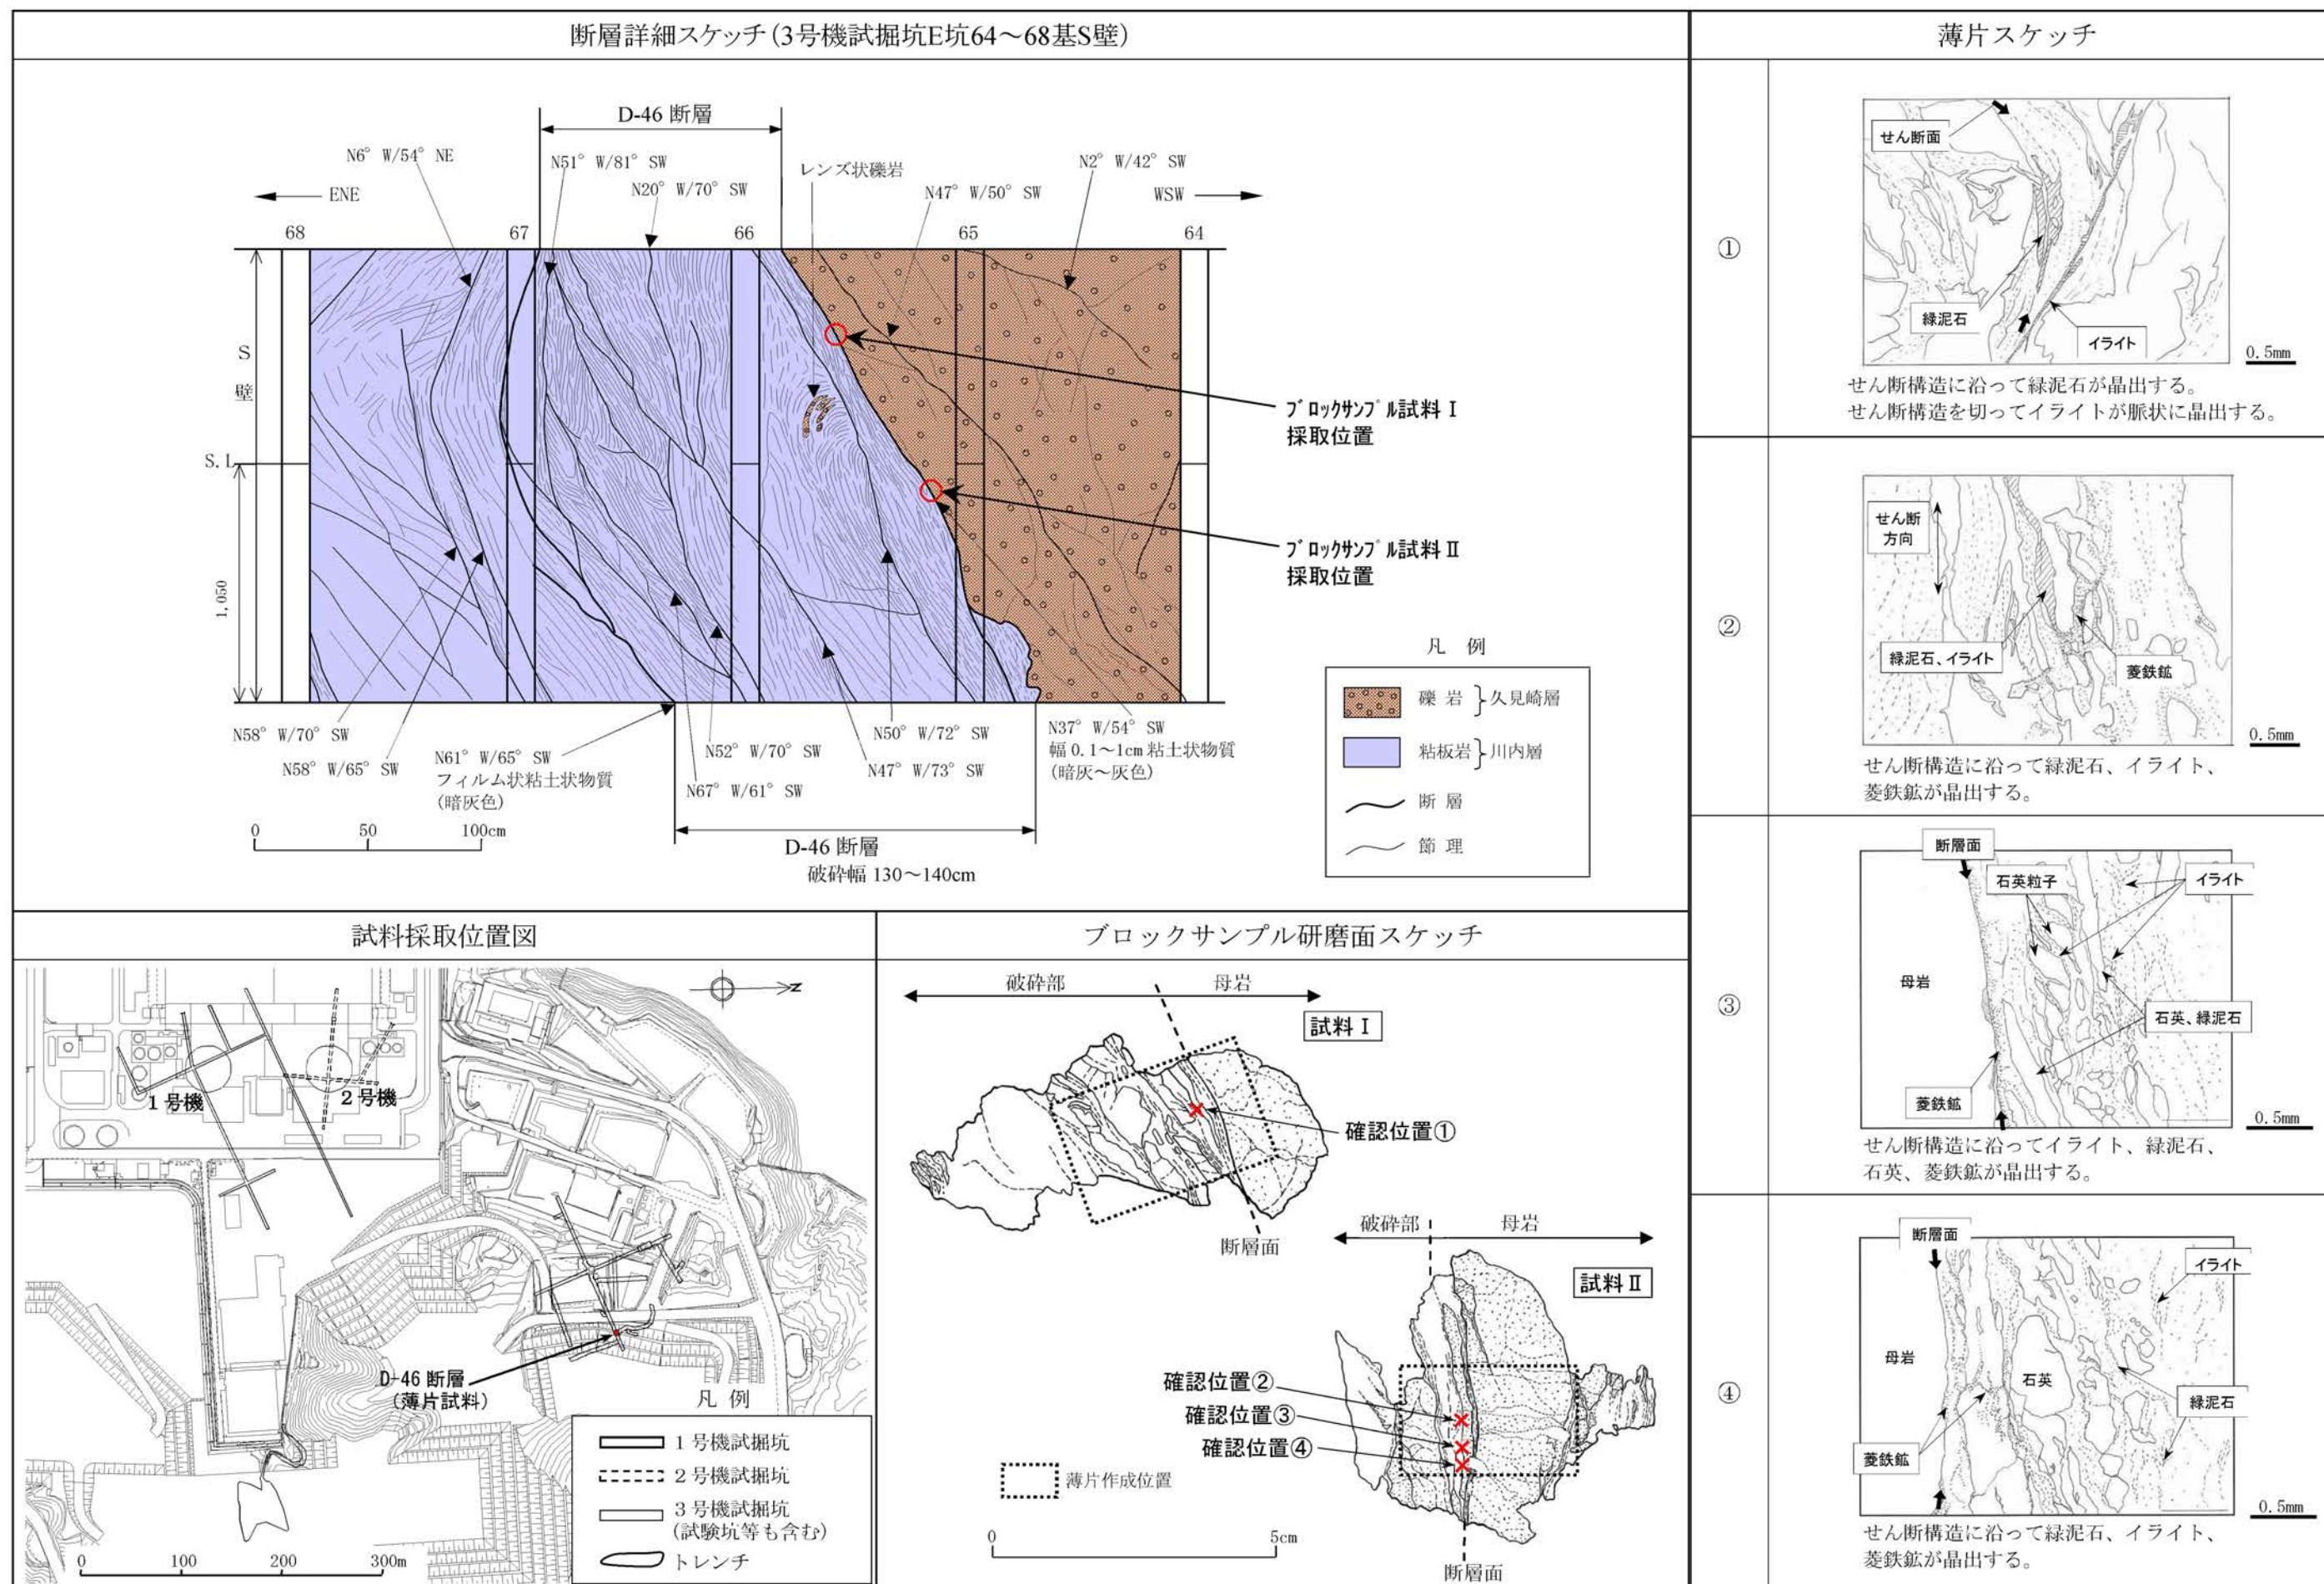 断層詳細スケッチ(3号機試掘坑E坑64～68基S壁)
D-46 断層
N6° W/54° NE
N51° W/81° SW
N20° W/70° SW
レンズ状礫岩
N47° W/50° SW
N2° W/42° SW
ENE
WSW
68
67
66
65
64
S
壁
S.L
1,050
ブロックサンプル試料 I
採取位置
ブロックサンプル試料 II
採取位置
N58° W/70° SW
N58° W/65° SW
N61° W/65° SW
フィルム状粘土状物質
(暗灰色)
N52° W/70° SW
N67° W/61° SW
N50° W/72° SW
N47° W/73° SW
N37° W/54° SW
幅 0.1～1cm 粘土状物質
(暗灰～灰色)
0 50 100cm
D-46 断層
破砕幅 130～140cm
凡 例
礫 岩 }久見崎層
粘板岩 }川内層
断 層
節 理
試料採取位置図
N
1号機
2号機
D-46 断層
(薄片試料)
凡 例
1号機試掘坑
2号機試掘坑
3号機試掘坑
(試験坑等も含む)
トレンチ
0 100 200 300m
ブロックサンプル研磨面スケッチ
破砕部 母岩
試料 I
確認位置①
断層面
破砕部 母岩
試料 II
確認位置②
確認位置③
確認位置④
薄片作成位置
0 5cm
断層面
薄片スケッチ
①
せん断面
緑泥石
イライト
0.5mm
せん断構造に沿って緑泥石が晶出する。
せん断構造を切ってイライトが脈状に晶出する。
②
せん断
方向
緑泥石、イライト
菱鉄鉱
0.5mm
せん断構造に沿って緑泥石、イライト、
菱鉄鉱が晶出する。
③
断層面
石英粒子
イライト
母岩
石英、緑泥石
菱鉄鉱
0.5mm
せん断構造に沿ってイライト、緑泥石、
石英、菱鉄鉱が晶出する。
④
断層面
イライト
母岩
石英
緑泥石
菱鉄鉱
0.5mm
せん断構造に沿って緑泥石、イライト、
菱鉄鉱が晶出する。